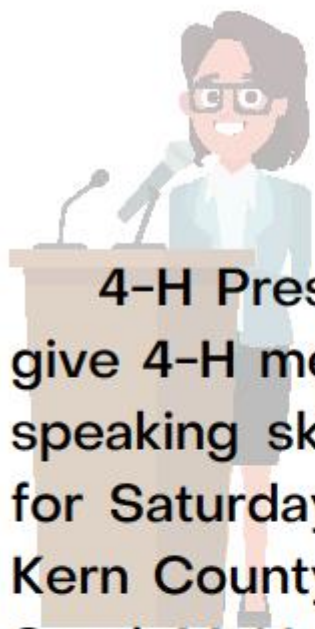 4-H Pres
give 4-H me
speaking sk
for Saturday
Kern County